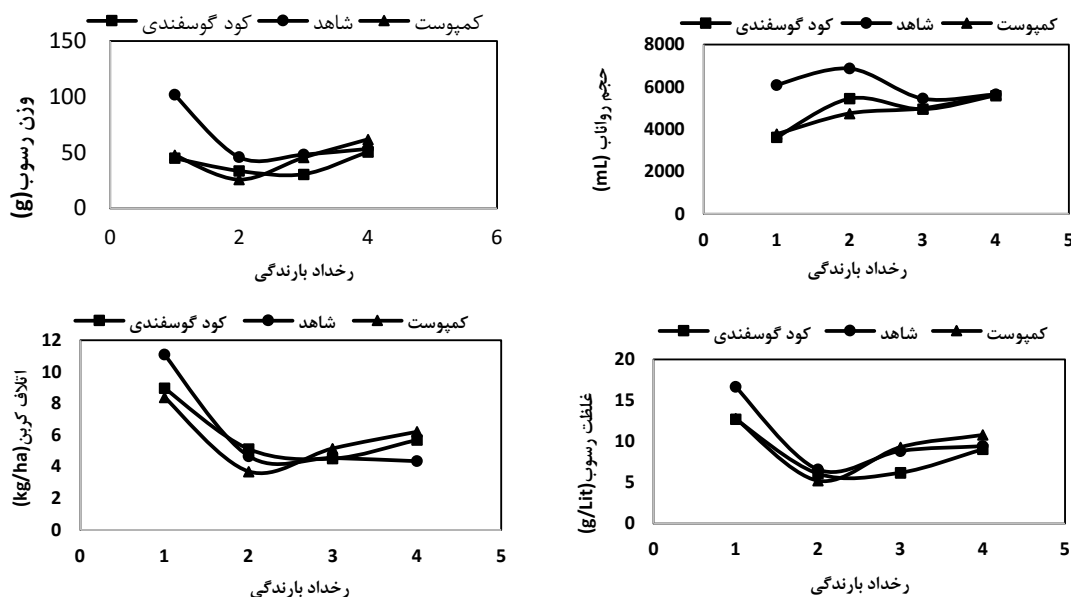 کود گوسفندی شاهد کمپوست
150
100
50
0
0 2 4 6
وزن رسوب(g)
رخداد بارندگی
کود گوسفندی شاهد کمپوست
8000
6000
4000
2000
0
0 1 2 3 4 5
حجم رواناب (mL)
رخداد بارندگی
کود گوسفندی شاهد کمپوست
12
10
8
6
4
2
0
0 1 2 3 4 5
اتلاف کربن(kg/ha)
رخداد بارندگی
کود گوسفندی شاهد کمپوست
20
15
10
5
0
0 1 2 3 4 5
غلظت رسوب(g/Lit)
رخداد بارندگی